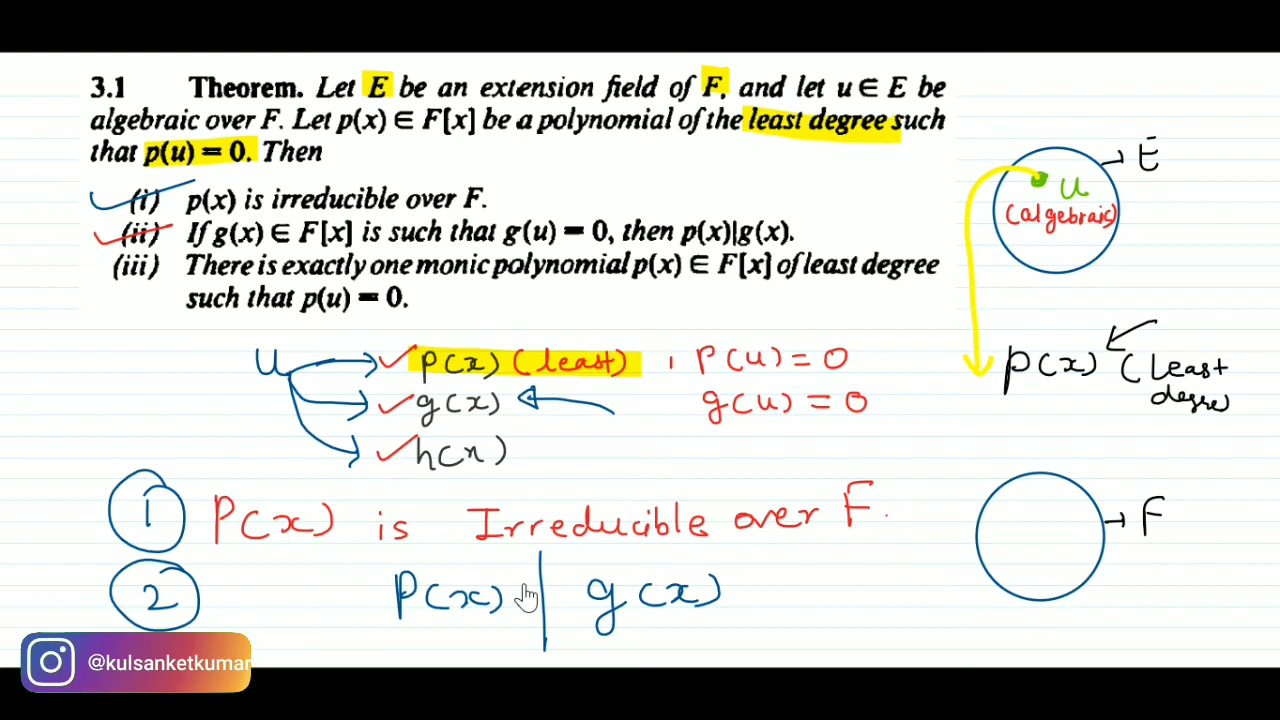 3.1 Theorem. Let E be an extension field of F, and let u ∈ E be
algebraic over F. Let p(x) ∈ F[x] be a polynomial of the least degree such
that p(u) = 0. Then
(i) p(x) is irreducible over F.
(ii) If g(x) ∈ F[x] is such that g(u) = 0, then p(x)|g(x).
(iii) There is exactly one monic polynomial p(x) ∈ F[x] of least degree
such that p(u) = 0.
E
u
(algebraic)
u p(x) (least) , p(u) = 0
g(x) g(u) = 0
h(x)
p(x) (least
degre
1 P(x) is Irreducible over F.
F
2 P(x) | g(x)
@kulsanketkumar